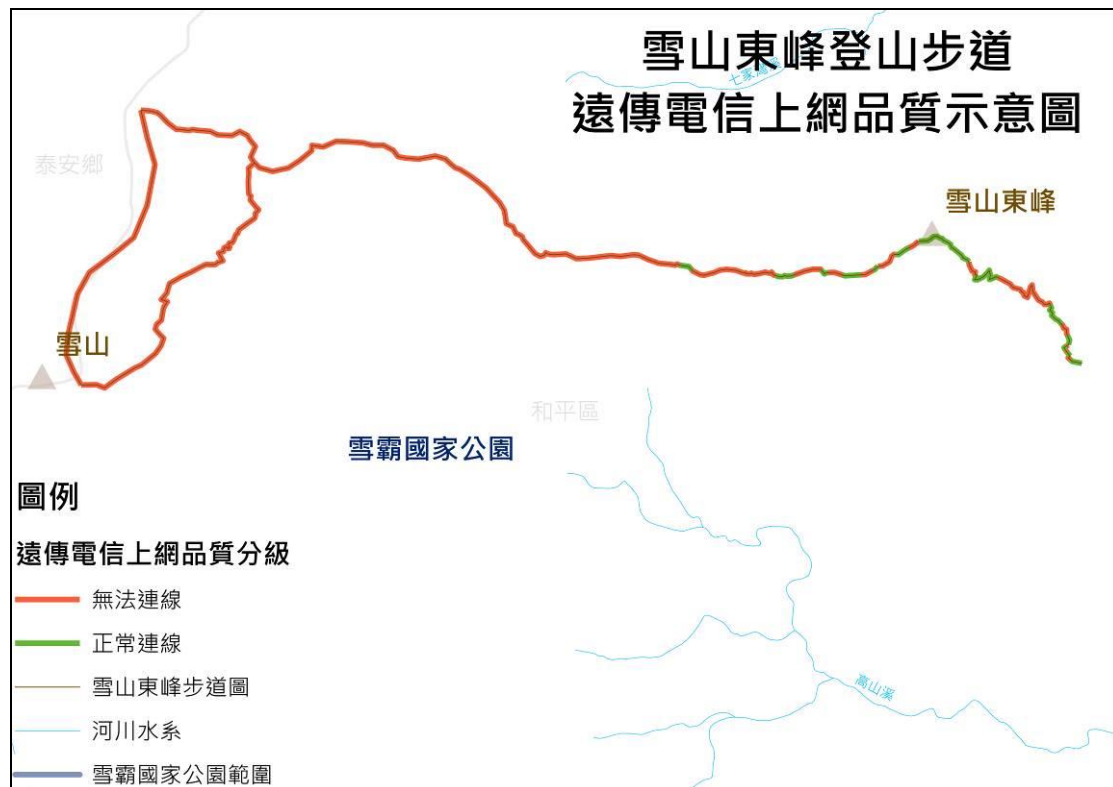 雪山東峰登山步道
七家灣溪
遠傳電信上網品質示意圖
泰安鄉
雪山東峰
雪山
和平區
雪霸國家公園
圖例
遠傳電信上網品質分級
無法連線
正常連線
雪山東峰步道圖
高山溪
河川水系
雪霸國家公園範圍